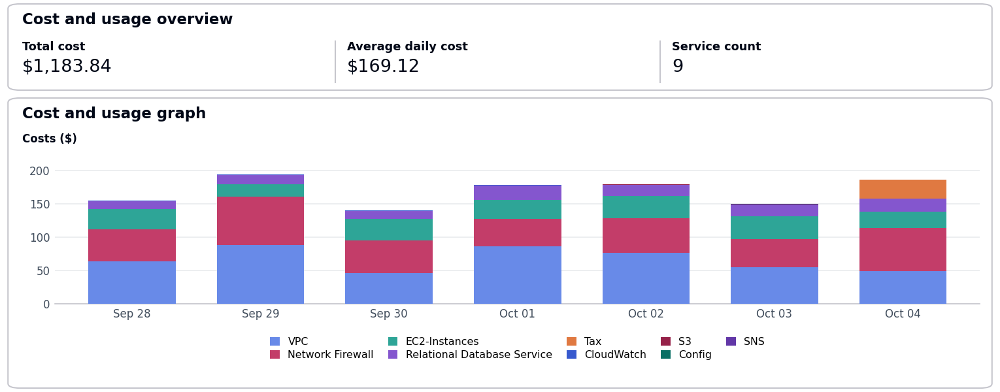 Cost and usage overview
Total cost
$1,183.84
Average daily cost
$169.12
Service count
9
Cost and usage graph
Costs ($)
200
150
100
50
0
Sep 28 Sep 29 Sep 30 Oct 01 Oct 02 Oct 03 Oct 04
VPC EC2-Instances Tax S3 SNS
Network Firewall Relational Database Service CloudWatch Config